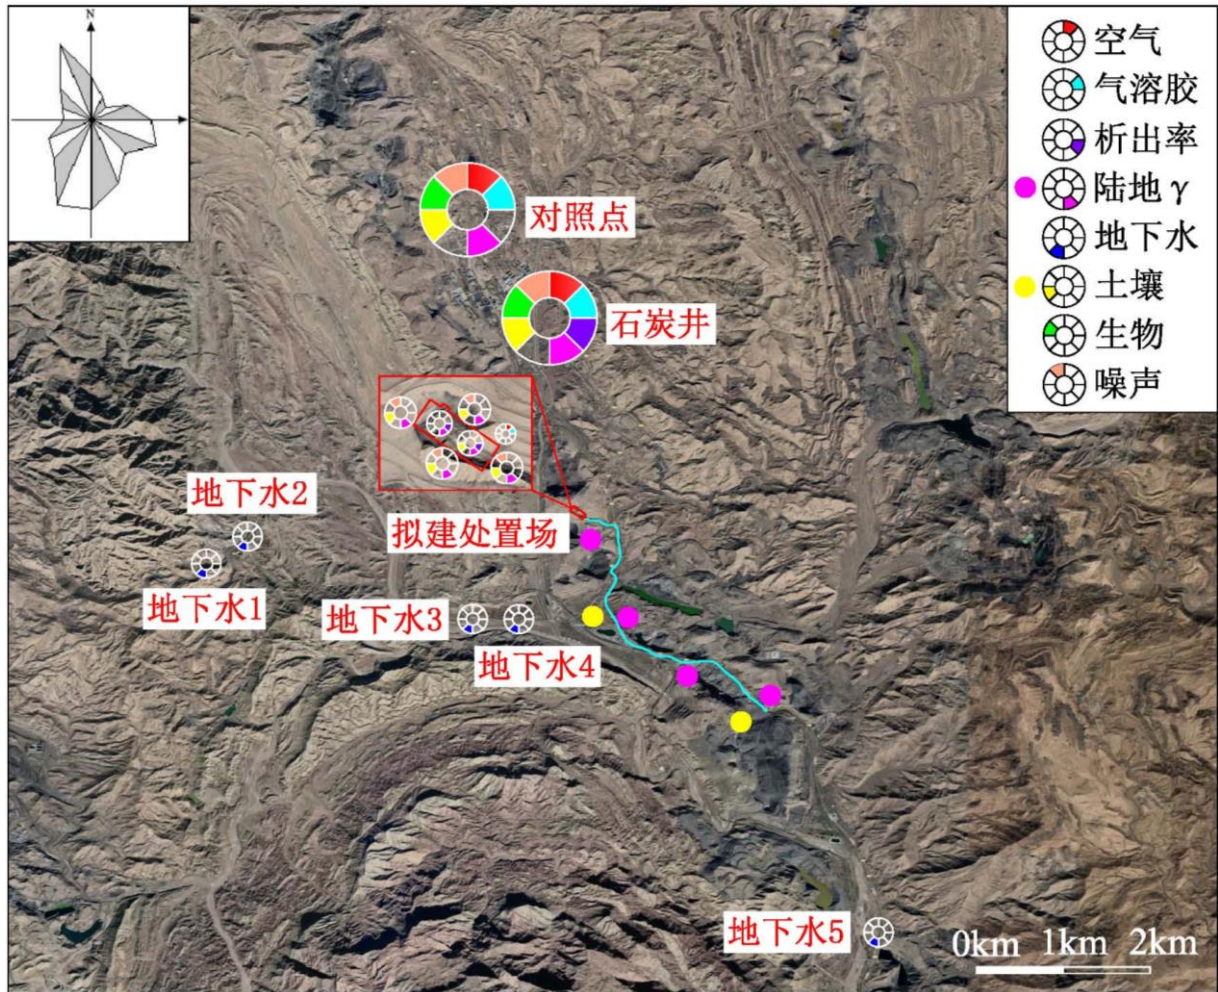 N
空气
气溶胶
析出率
陆地γ
地下水
土壤
生物
噪声
对照点
石炭井
地下水2
拟建处置场
地下水1
地下水3
地下水4
地下水5
0km 1km 2km